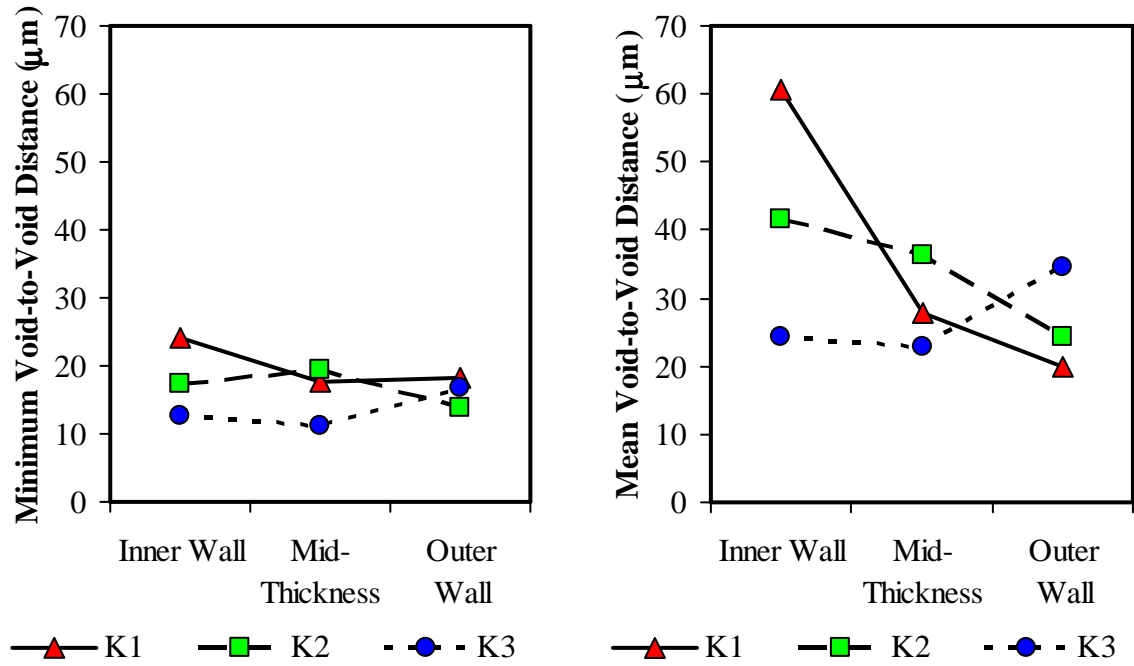 Minimum Void-to-Void Distance (μm)
70
60
50
40
30
20
10
0
Inner Wall
Mid-
Thickness
Outer
Wall
K1
K2
K3
Mean Void-to-Void Distance (μm)
70
60
50
40
30
20
10
0
Inner Wall
Mid-
Thickness
Outer
Wall
K1
K2
K3